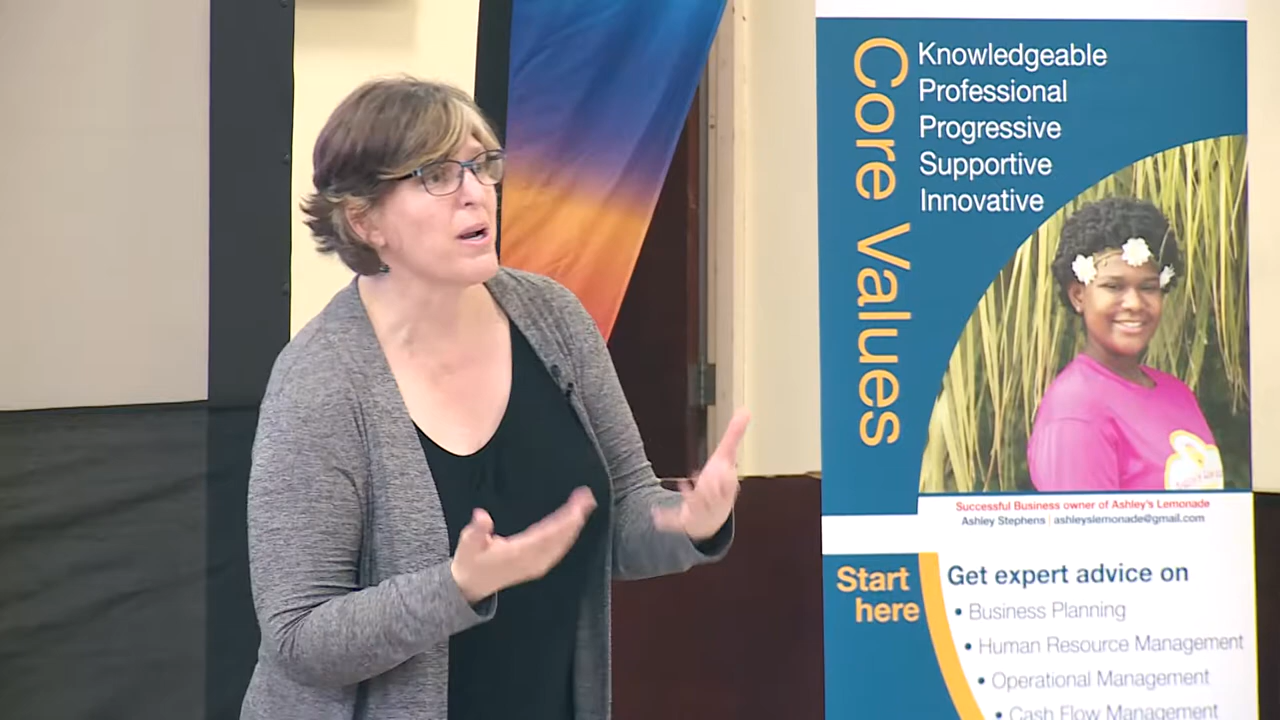 Core Values
Knowledgeable
Professional
Progressive
Supportive
Innovative
Successful Business owner of Ashley's Lemonade
Ashley Stephens | ashleyslemonade@gmail.com
Start
here
Get expert advice on
• Business Planning
• Human Resource Management
• Operational Management
• Cash Flow Management